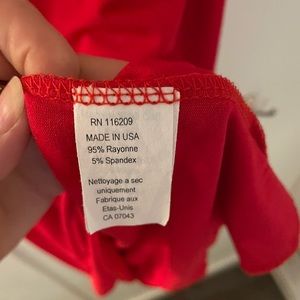 RN 116209
MADE IN USA
95% Rayonne
5% Spandex
Nettoyage a sec
uniquement
Fabrique aux
Etas-Unis
CA 07043